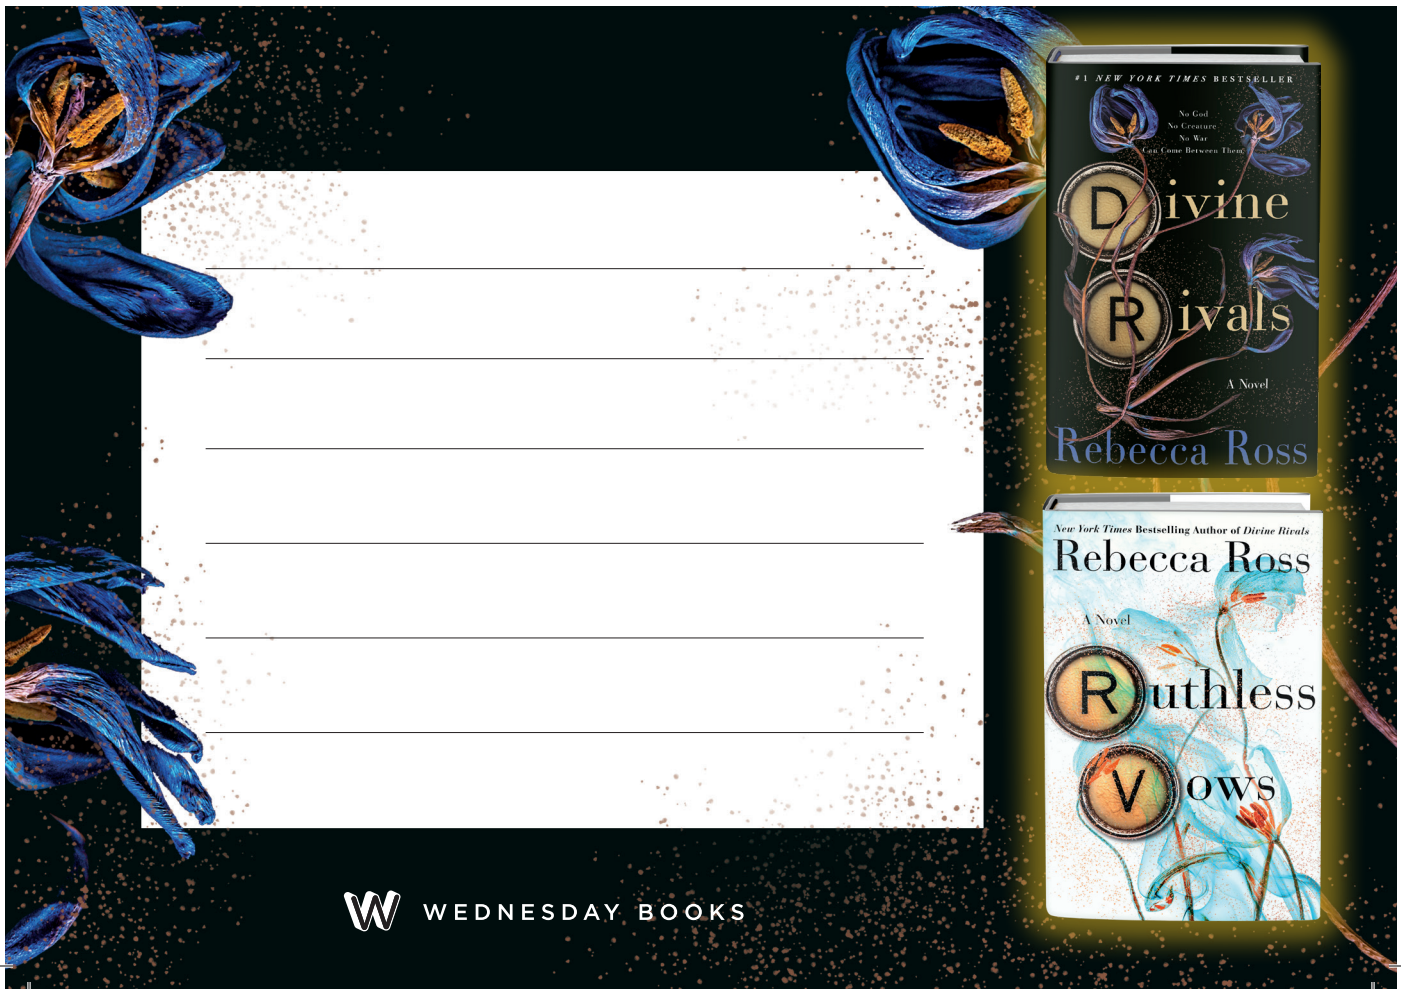 #1 NEW YORK TIMES BESTSELLER
No God
No Creature
No War
Can Come Between Them
Divine
Rivals
A Novel
Rebecca Ross
New York Times Bestselling Author of Divine Rivals
Rebecca Ross
A Novel
Ruthless
Vows
W WEDNESDAY BOOKS